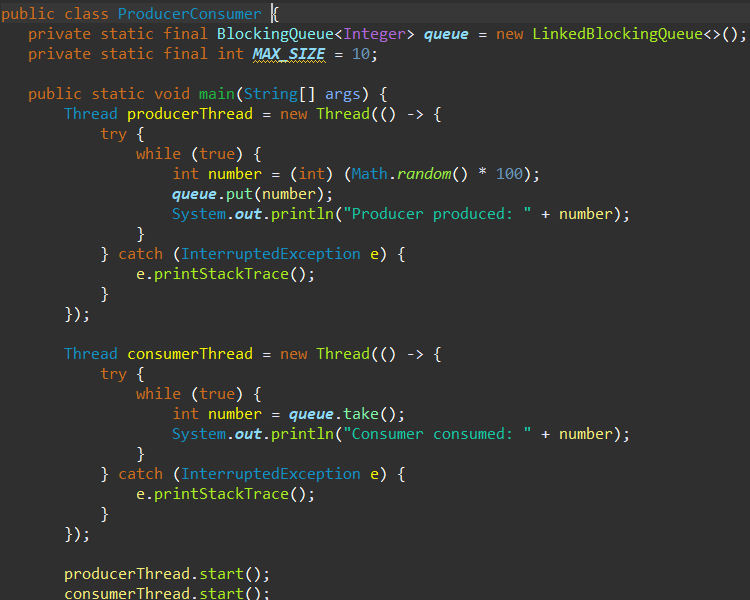 public class ProducerConsumer {
private static final BlockingQueue<Integer> queue = new LinkedBlockingQueue<>();
private static final int MAX_SIZE = 10;
public static void main(String[] args) {
Thread producerThread = new Thread(() -> {
try {
while (true) {
int number = (int) (Math.random() * 100);
queue.put(number);
System.out.println("Producer produced: " + number);
}
} catch (InterruptedException e) {
e.printStackTrace();
}
});
Thread consumerThread = new Thread(() -> {
try {
while (true) {
int number = queue.take();
System.out.println("Consumer consumed: " + number);
}
} catch (InterruptedException e) {
e.printStackTrace();
}
});
producerThread.start();
consumerThread.start();